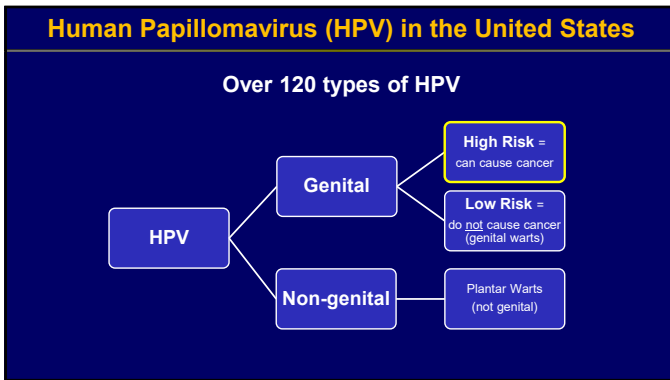 Human Papillomavirus (HPV) in the United States
Over 120 types of HPV
HPV
Genital
High Risk =
can cause cancer
Low Risk =
do not cause cancer
(genital warts)
Non-genital
Plantar Warts
(not genital)